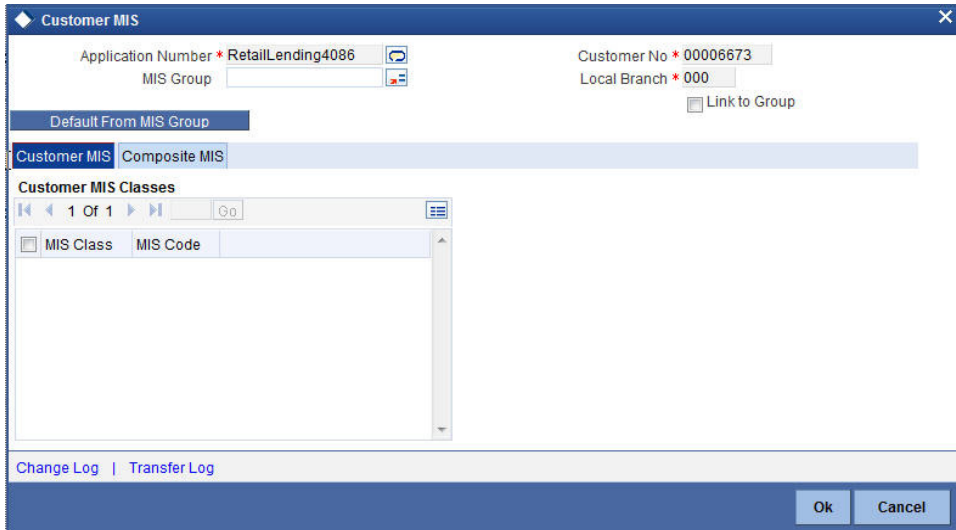 Customer MIS
Application Number * RetailLending4086
Customer No * 00006673
MIS Group
Local Branch * 000
Link to Group
Default From MIS Group
Customer MIS Composite MIS
Customer MIS Classes
1 Of 1 Go
MIS Class MIS Code
Change Log | Transfer Log
Ok Cancel